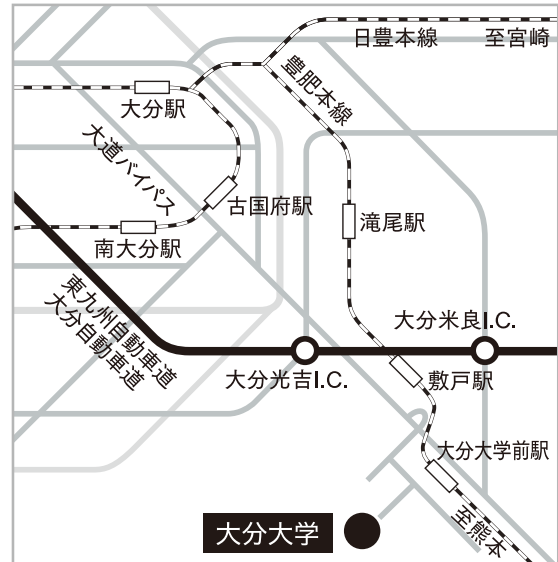 日豊本線
至宮崎
豊肥本線
大分駅
大道バイパス
古国府駅
滝尾駅
南大分駅
東九州自動車道
大分自動車道
大分米良I.C.
大分光吉I.C.
敷戸駅
大分大学前駅
至熊本
大分大学